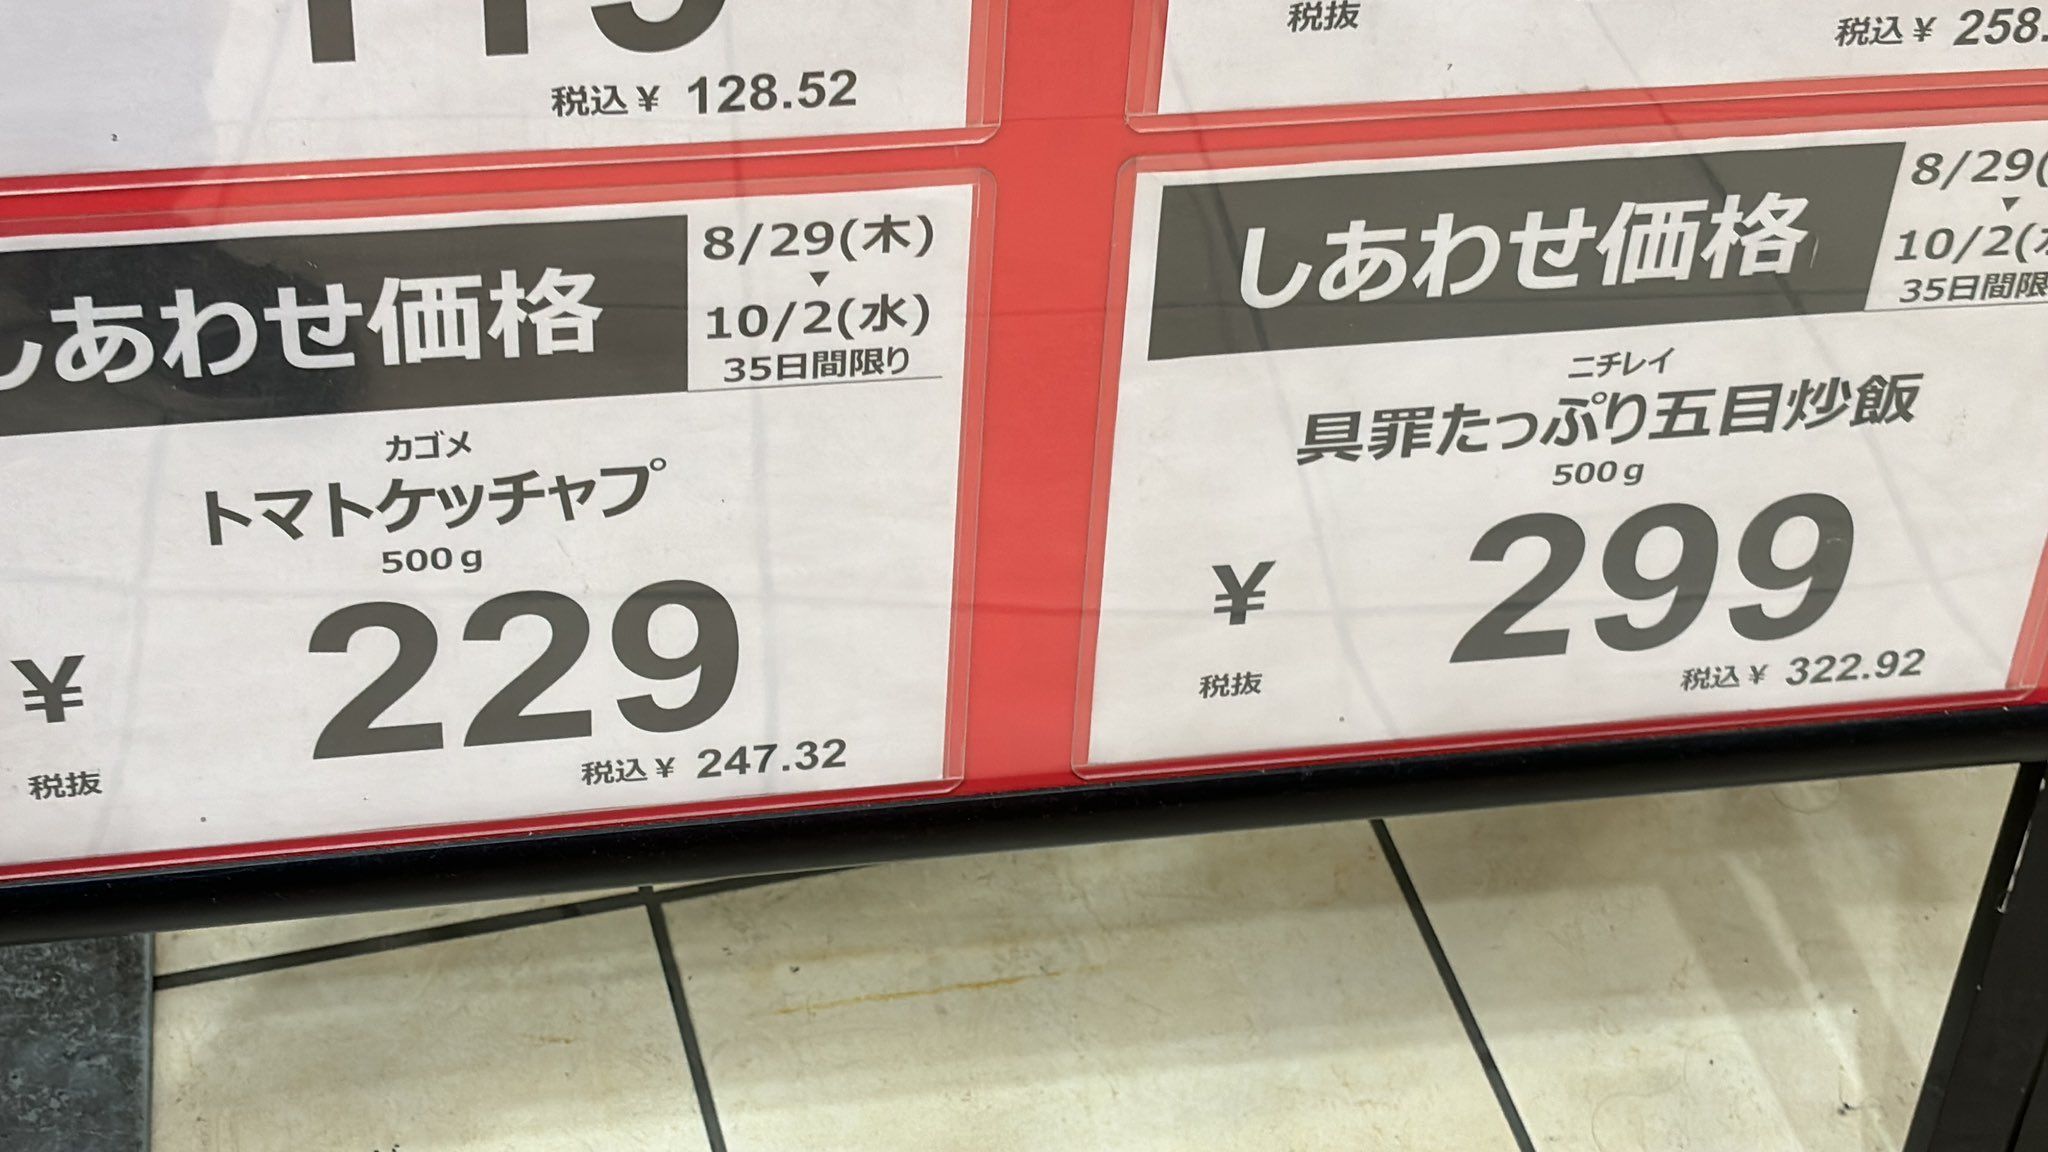 税込￥ 128.52
税抜
税込￥ 258.
しあわせ価格
8/29(木)
▼
10/2(水)
35日間限り
カゴメ
トマトケッチャプ
500g
￥
229
税抜
税込￥ 247.32
しあわせ価格
8/29(
▼
10/2(
35日間限
ニチレイ
具罪たっぷり五目炒飯
500g
￥
299
税抜
税込￥ 322.92